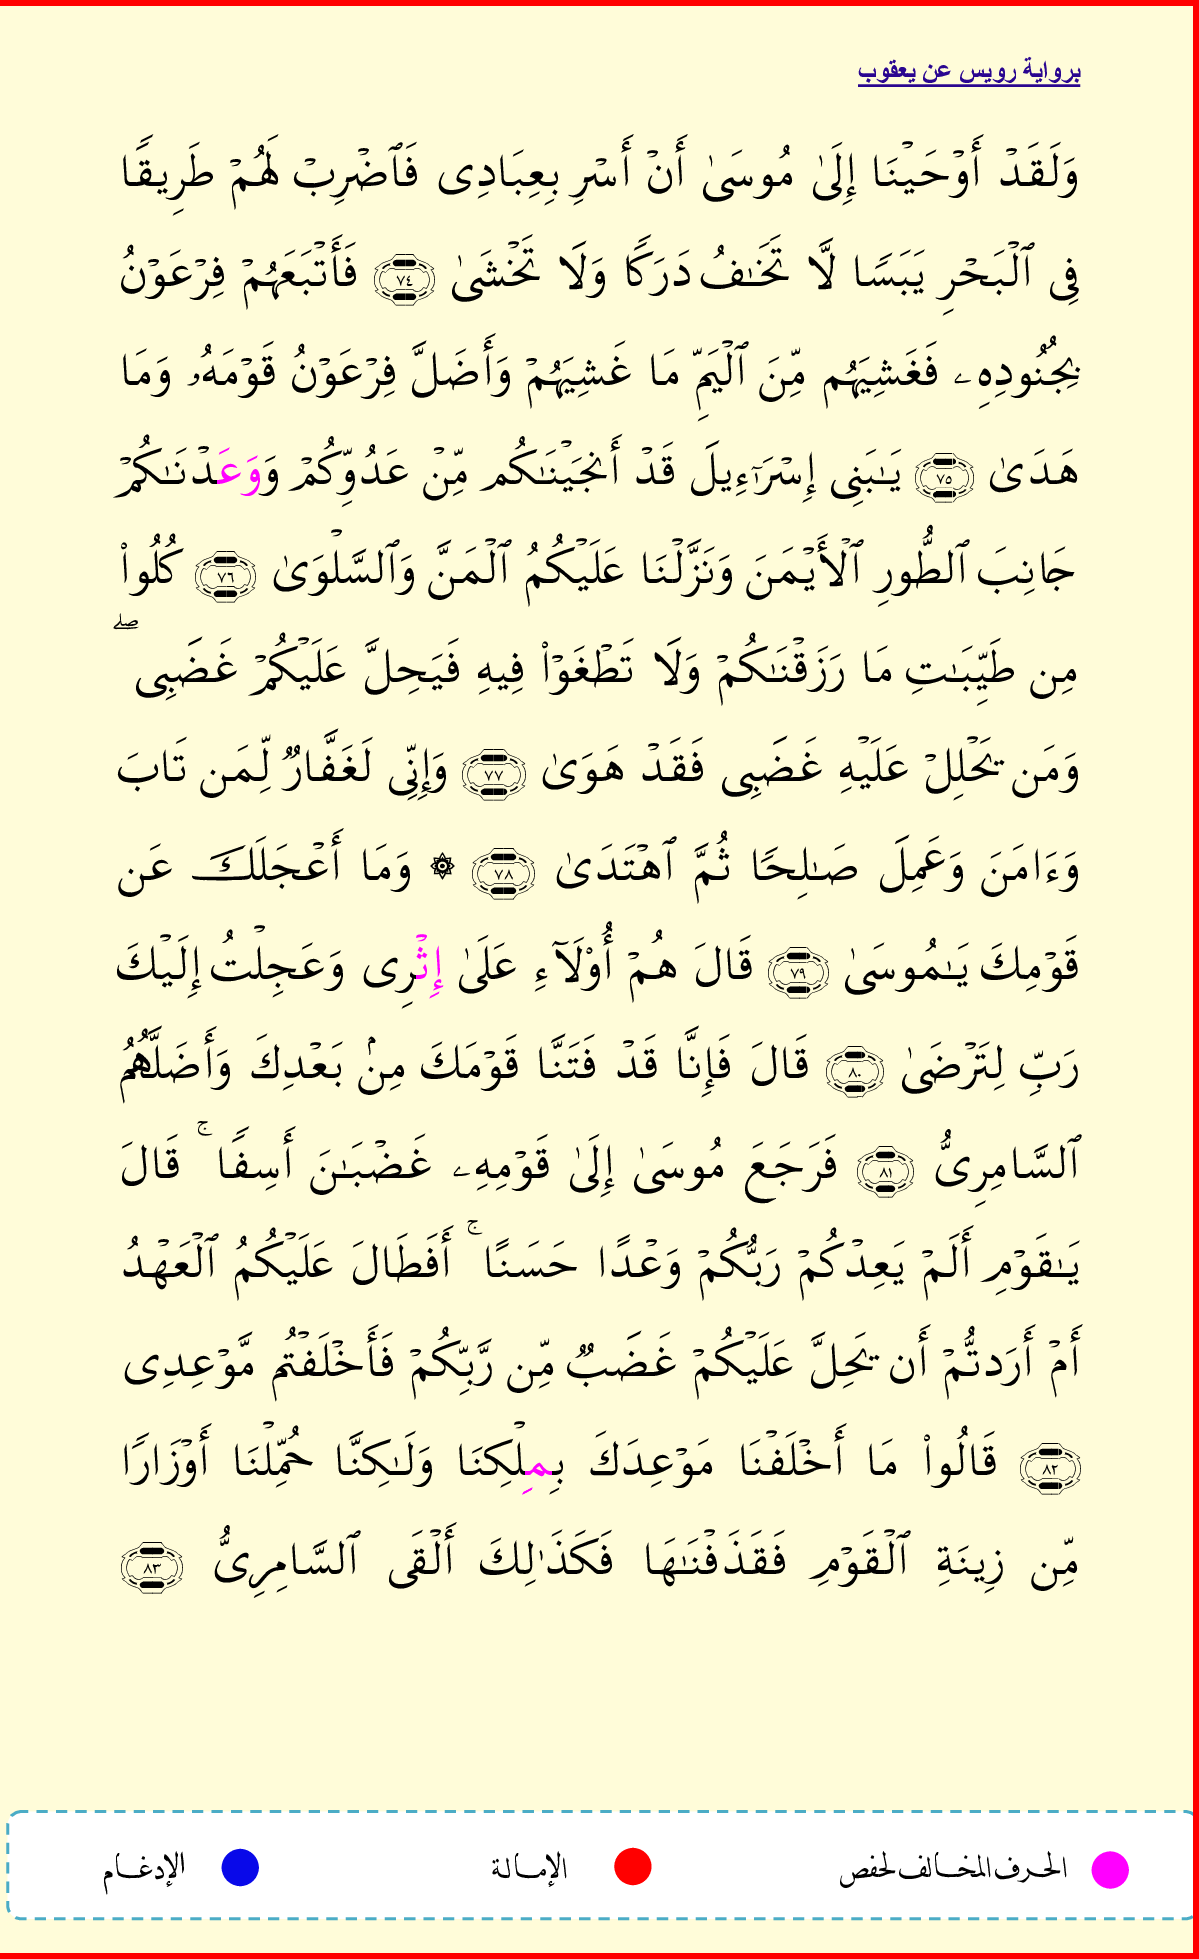 برواية رويس عن يعقوب
وَلَقَدۡ أَوۡحَيۡنَا إِلَىٰ مُوسَىٰ أَنۡ أَسۡرِ بِعِبَادِى فَٱضۡرِبۡ لَهُمۡ طَرِيقًا
فِى ٱلۡبَحۡرِ يَبَسًا لَّا تَخَـٰفُ دَرَكًا وَلَا تَخۡشَىٰ ٧٤ فَأَتۡبَعَهُمۡ فِرۡعَوۡنُ
بِجُنُودِهِۦ فَغَشِيَهُم مِّنَ ٱلۡيَمِّ مَا غَشِيَهُمۡ وَأَضَلَّ فِرۡعَوۡنُ قَوۡمَهُۥ وَمَا
هَدَىٰ ٧٥ يَـٰبَنِى إِسۡرَـٰٓءِيلَ قَدۡ أَنجَيۡنَـٰكُم مِّنۡ عَدُوِّكُمۡ وَوَعَدۡنَـٰكُمۡ
جَانِبَ ٱلطُّورِ ٱلۡأَيۡمَنَ وَنَزَّلۡنَا عَلَيۡكُمُ ٱلۡمَنَّ وَٱلسَّلۡوَىٰ ٧٦ كُلُواْ
مِن طَيِّبَـٰتِ مَا رَزَقۡنَـٰكُمۡ وَلَا تَطۡغَوۡاْ فِيهِ فَيَحِلَّ عَلَيۡكُمۡ غَضَبِى ۖ
وَمَن يَحۡلِلۡ عَلَيۡهِ غَضَبِى فَقَدۡ هَوَىٰ ٧٧ وَإِنِّى لَغَفَّارٌ لِّمَن تَابَ
وَءَامَنَ وَعَمِلَ صَـٰلِحًا ثُمَّ ٱهۡتَدَىٰ ٧٨ ۞ وَمَا أَعۡجَلَكَ عَن
قَوۡمِكَ يَـٰمُوسَىٰ ٧٩ قَالَ هُمۡ أُوْلَآءِ عَلَىٰ إِثۡرِى وَعَجِلۡتُ إِلَيۡكَ
رَبِّ لِتَرۡضَىٰ ٨٠ قَالَ فَإِنَّا قَدۡ فَتَنَّا قَوۡمَكَ مِنۢ بَعۡدِكَ وَأَضَلَّهُمُ
ٱلسَّامِرِىُّ ٨١ فَرَجَعَ مُوسَىٰ إِلَىٰ قَوۡمِهِۦ غَضۡبَـٰنَ أَسِفًا ۚ قَالَ
يَـٰقَوۡمِ أَلَمۡ يَعِدۡكُمۡ رَبُّكُمۡ وَعۡدًا حَسَنًا ۚ أَفَطَالَ عَلَيۡكُمُ ٱلۡعَهۡدُ
أَمۡ أَرَدتُّمۡ أَن يَحِلَّ عَلَيۡكُمۡ غَضَبٌ مِّن رَّبِّكُمۡ فَأَخۡلَفۡتُم مَّوۡعِدِى
٨٢ قَالُواْ مَا أَخۡلَفۡنَا مَوۡعِدَكَ بِمِلۡكِنَا وَلَـٰكِنَّا حُمِّلۡنَا أَوۡزَارًا
مِّن زِينَةِ ٱلۡقَوۡمِ فَقَذَفۡنَـٰهَا فَكَذَٰلِكَ أَلۡقَى ٱلسَّامِرِىُّ ٨٣
الحرف المخالف لحفص الإمالة الإدغام